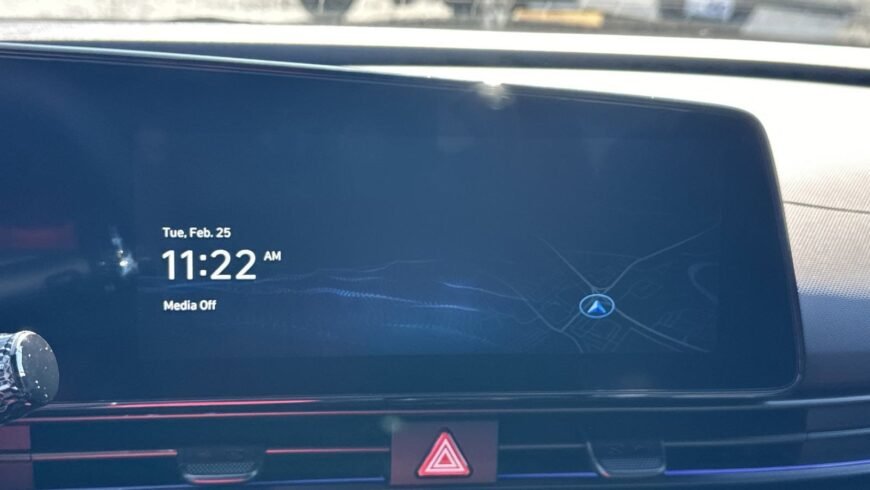 Tue, Feb. 25
11:22 AM
Media Off